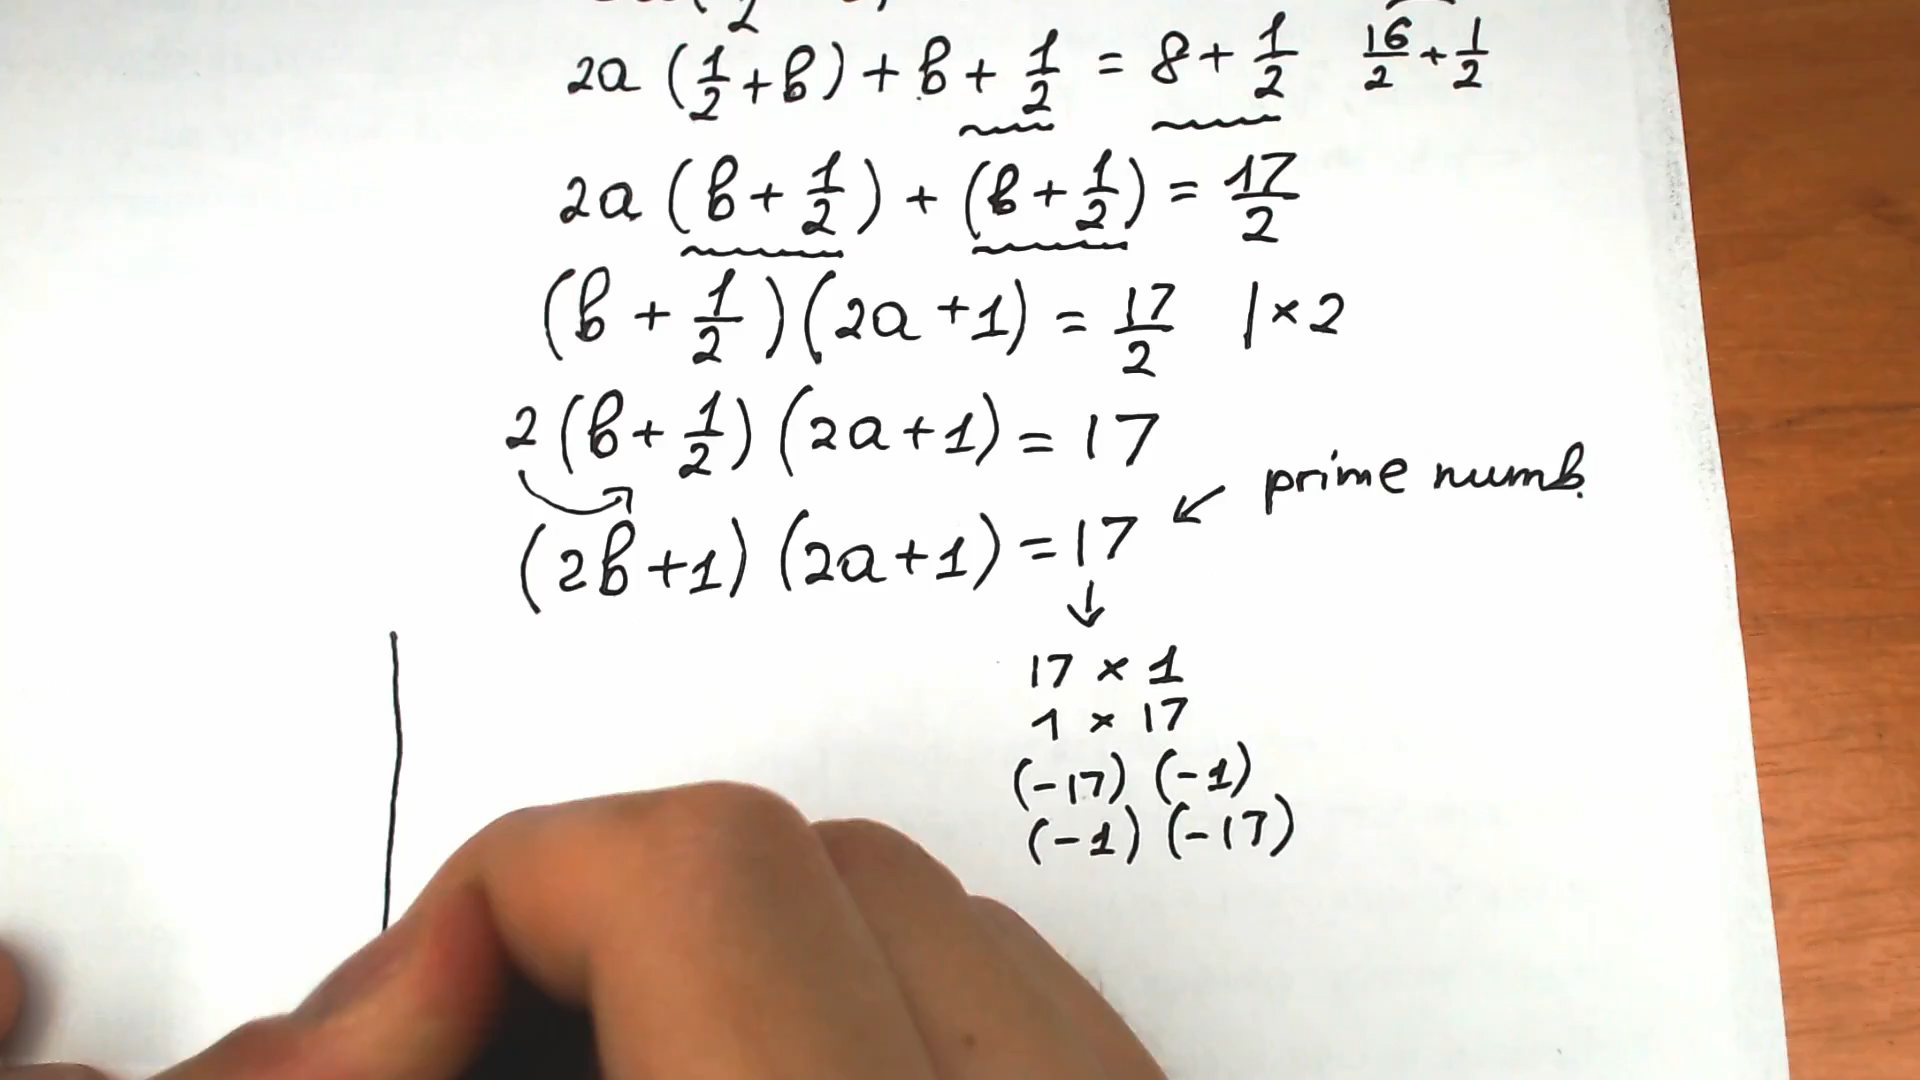 2a (1/2 + b) + b + 1/2 = 8 + 1/2   16/2 + 1/2
2a (b + 1/2) + (b + 1/2) = 17/2
(b + 1/2) (2a + 1) = 17/2   | × 2
2 (b + 1/2) (2a + 1) = 17
(2b + 1) (2a + 1) = 17 ↙ prime numb.
↓
17 × 1
1 × 17
(-17) (-1)
(-1) (-17)